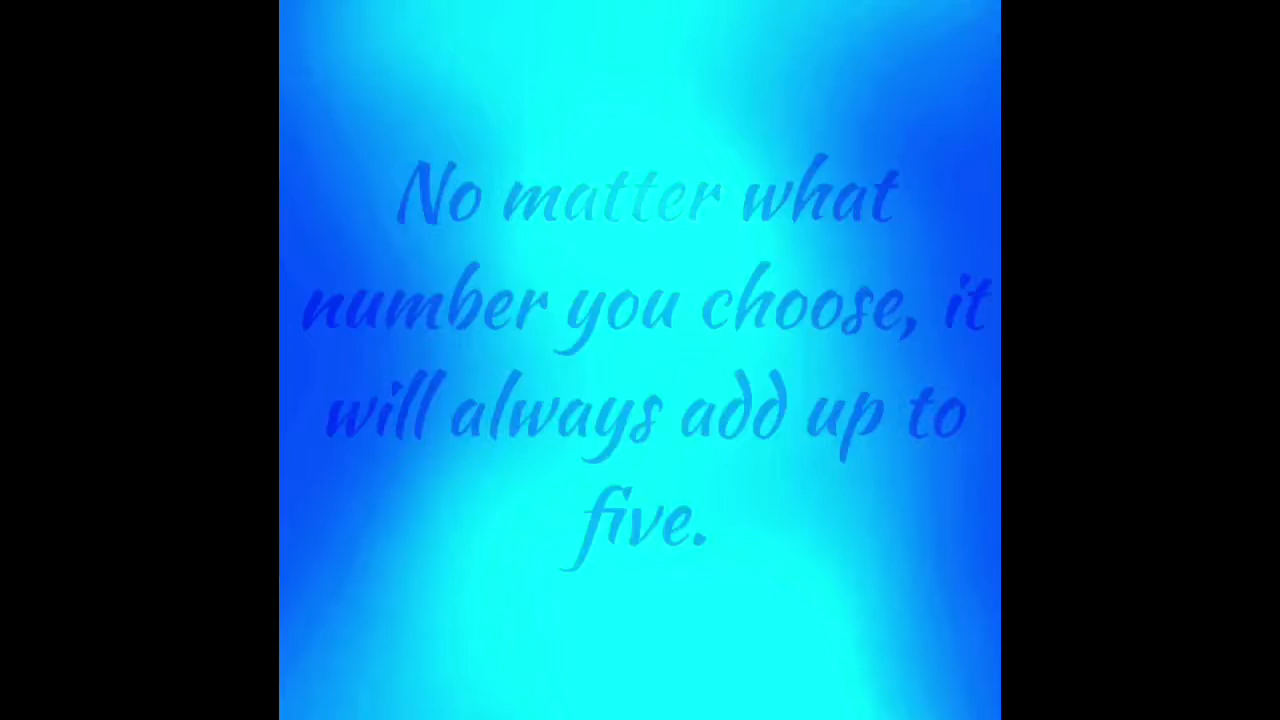 No matter what
number you choose, it
will always add up to
five.